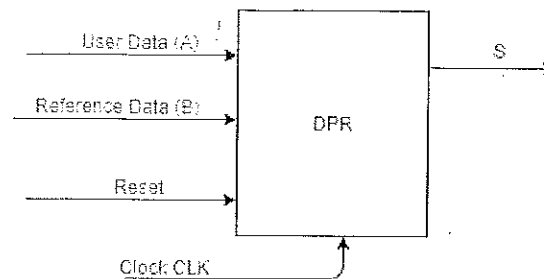 User Data (A)
S
Reference Data (B)
DPR
Reset
Clock CLK